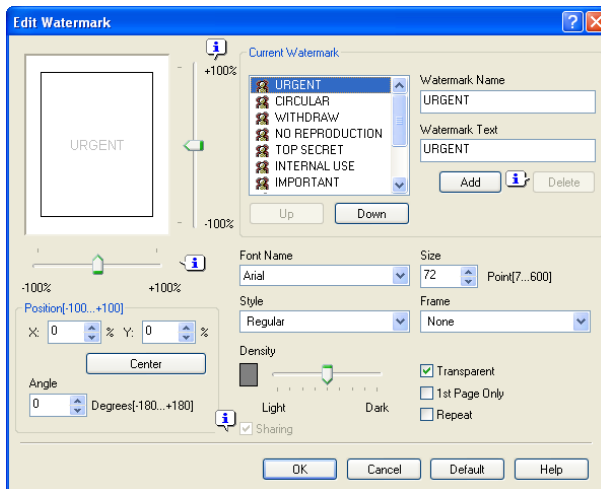 Edit Watermark
+100%
URGENT
-100%
-100% +100%
Position[-100...+100]
X: 0 % Y: 0 %
Center
Angle
0 Degrees[-180...+180]
Current Watermark
URGENT
CIRCULAR
WITHDRAW
NO REPRODUCTION
TOP SECRET
INTERNAL USE
IMPORTANT
Up Down
Watermark Name
URGENT
Watermark Text
URGENT
Add Delete
Font Name
Arial
Size
72 Point[7...600]
Style
Regular
Frame
None
Density
Light Dark
Sharing
Transparent
1st Page Only
Repeat
OK Cancel Default Help